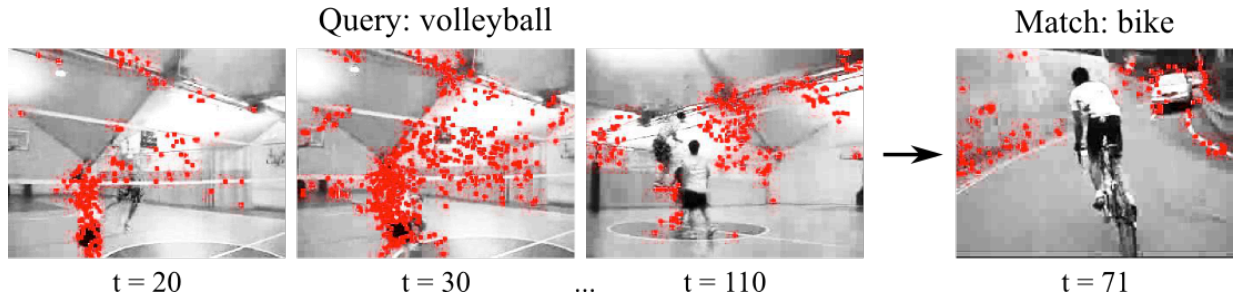 Query: volleyball
Match: bike
t = 20
t = 30
...
t = 110
t = 71